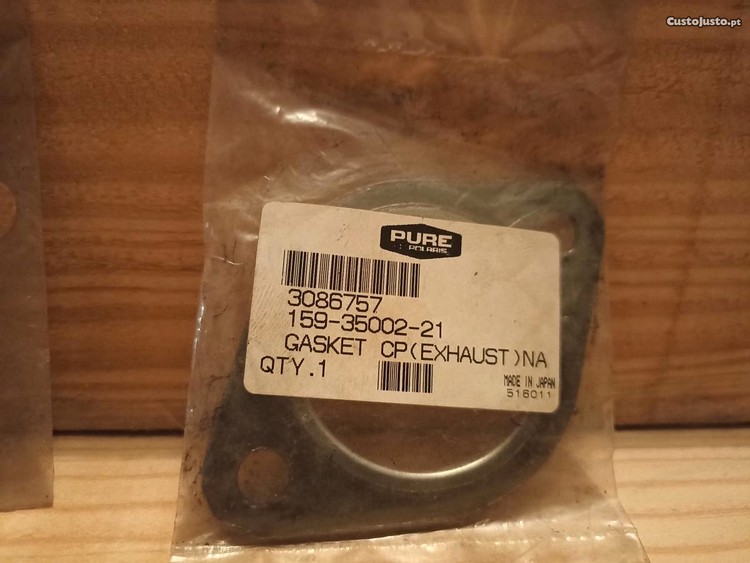 CustoJusto.pt
PURE
POLARIS
3086757
159-35002-21
GASKET CP(EXHAUST)NA
QTY.1
MADE IN JAPAN
516011